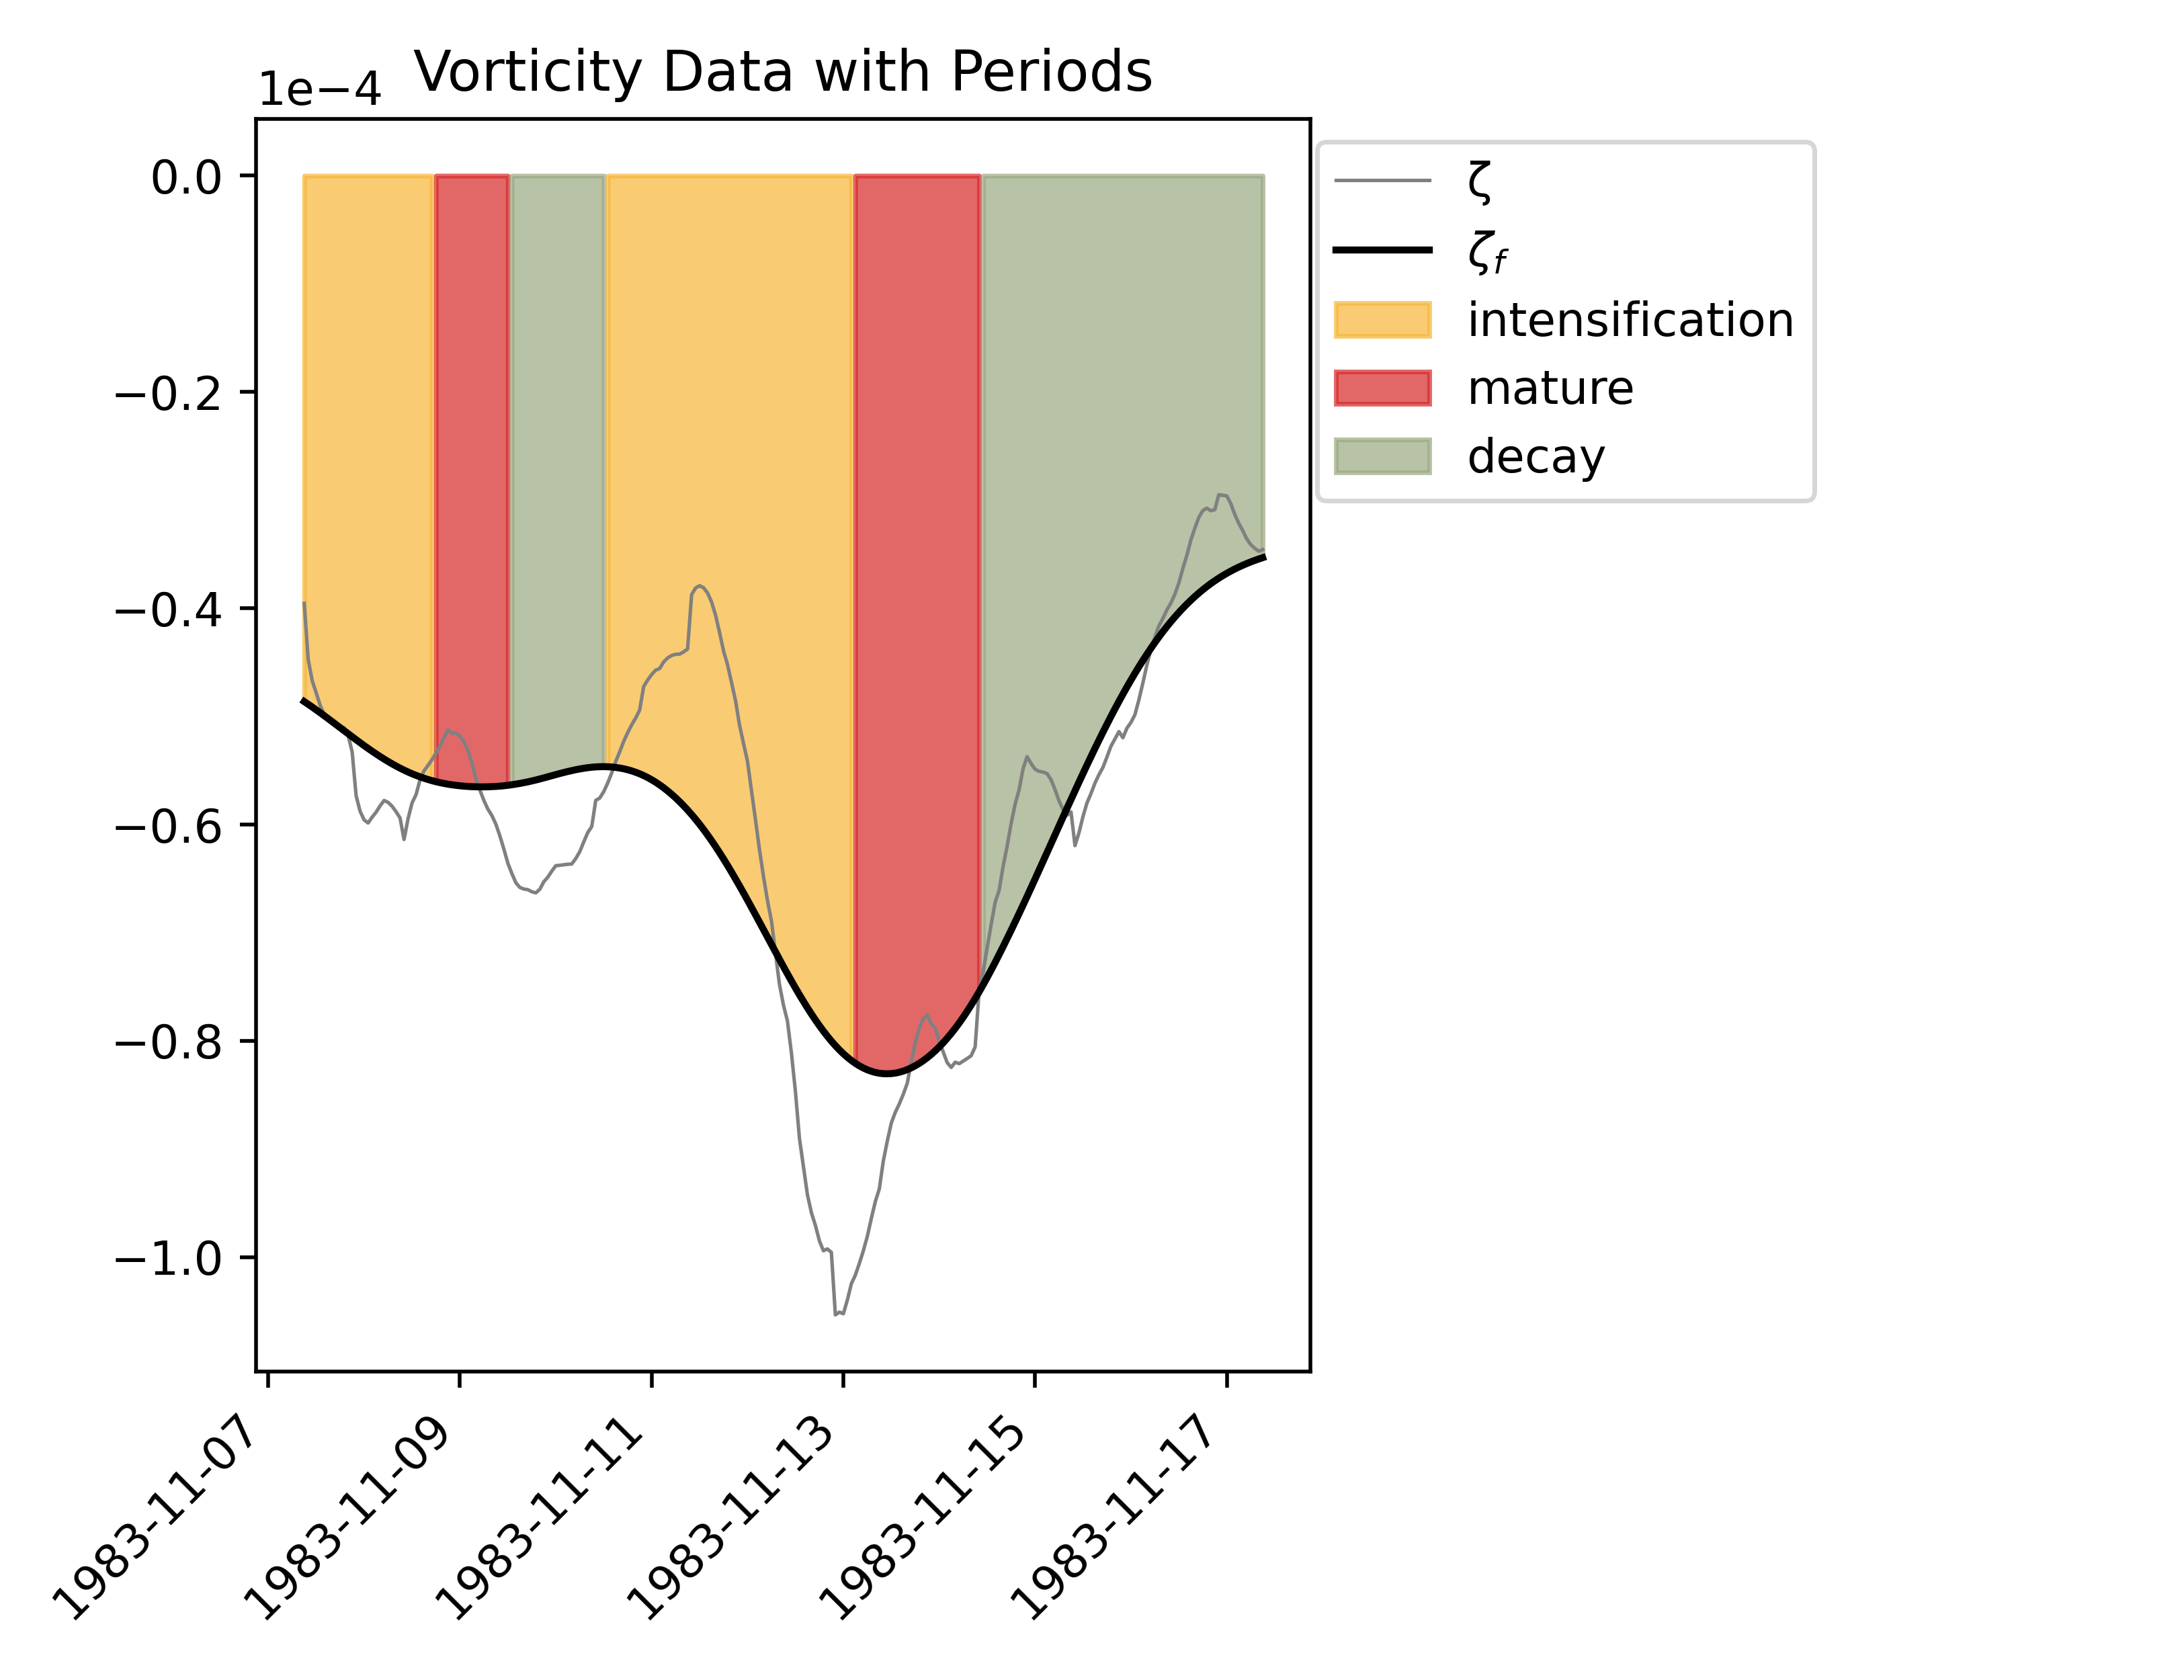 Vorticity Data with Periods
1e−4
0.0
−0.2
−0.4
−0.6
−0.8
−1.0
1983-11-07
1983-11-09
1983-11-11
1983-11-13
1983-11-15
1983-11-17
ζ
ζf
intensification
mature
decay